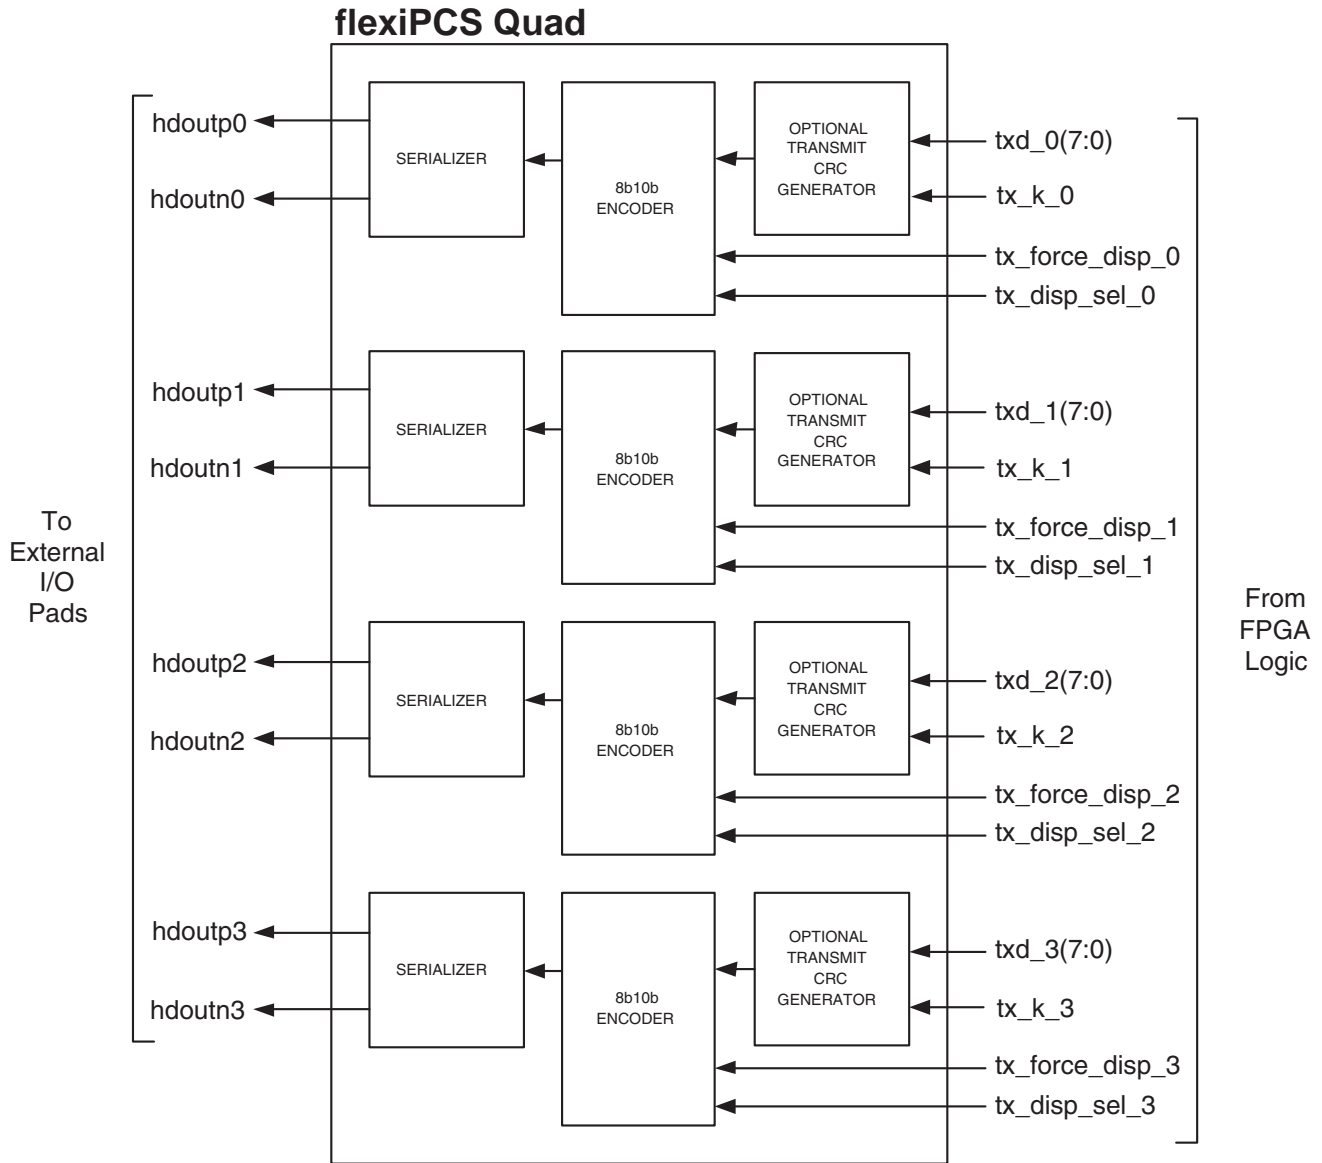 flexiPCS Quad
hdoutp0
hdoutn0
SERIALIZER
8b10b
ENCODER
OPTIONAL
TRANSMIT
CRC
GENERATOR
txd_0(7:0)
tx_k_0
tx_force_disp_0
tx_disp_sel_0
hdoutp1
hdoutn1
SERIALIZER
8b10b
ENCODER
OPTIONAL
TRANSMIT
CRC
GENERATOR
txd_1(7:0)
tx_k_1
tx_force_disp_1
tx_disp_sel_1
To
External
I/O
Pads
From
FPGA
Logic
hdoutp2
hdoutn2
SERIALIZER
8b10b
ENCODER
OPTIONAL
TRANSMIT
CRC
GENERATOR
txd_2(7:0)
tx_k_2
tx_force_disp_2
tx_disp_sel_2
hdoutp3
hdoutn3
SERIALIZER
8b10b
ENCODER
OPTIONAL
TRANSMIT
CRC
GENERATOR
txd_3(7:0)
tx_k_3
tx_force_disp_3
tx_disp_sel_3